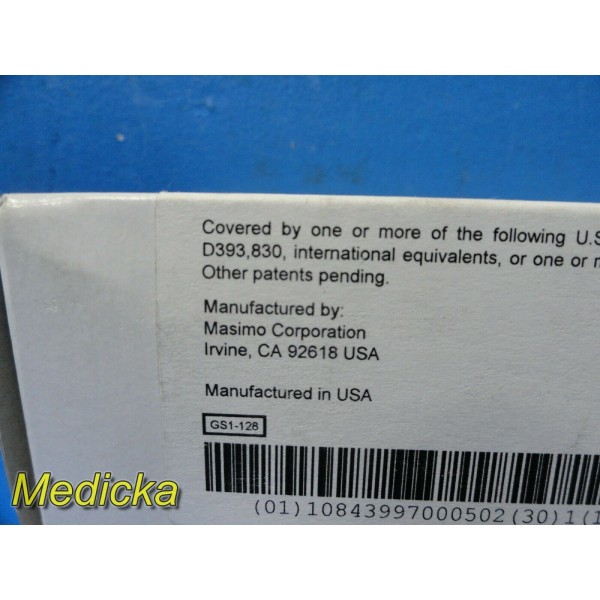 Covered by one or more of the following U.S
D393,830, international equivalents, or one or
Other patents pending.
Manufactured by:
Masimo Corporation
Irvine, CA 92618 USA
Manufactured in USA
GS1-128
Medicka
(01)10843997000502(30)1(1